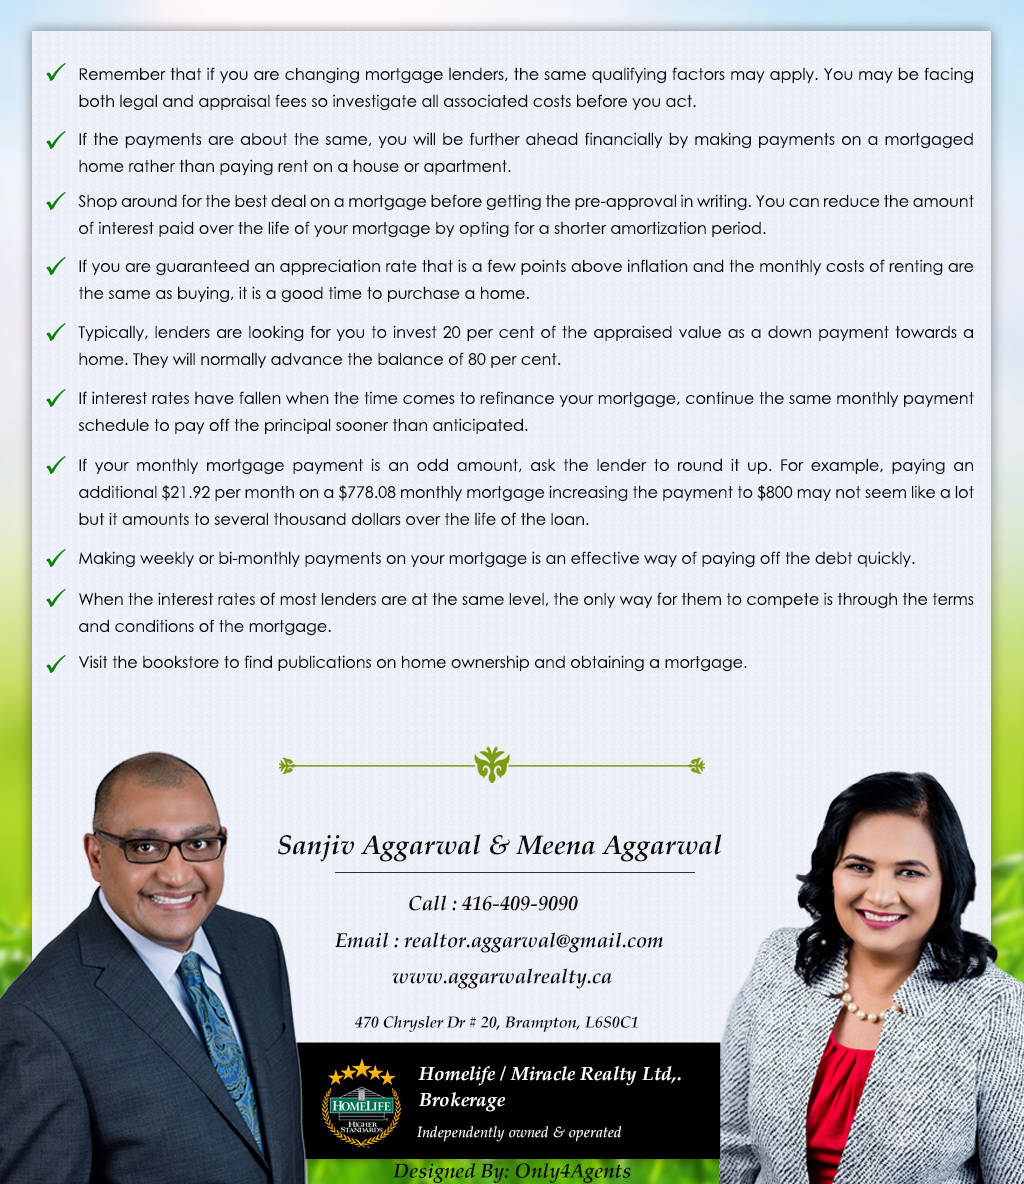 Remember that if you are changing mortgage lenders, the same qualifying factors may apply. You may be facing
both legal and appraisal fees so investigate all associated costs before you act.
If the payments are about the same, you will be further ahead financially by making payments on a mortgaged
home rather than paying rent on a house or apartment.
Shop around for the best deal on a mortgage before getting the pre-approval in writing. You can reduce the amount
of interest paid over the life of your mortgage by opting for a shorter amortization period.
If you are guaranteed an appreciation rate that is a few points above inflation and the monthly costs of renting are
the same as buying, it is a good time to purchase a home.
Typically, lenders are looking for you to invest 20 per cent of the appraised value as a down payment towards a
home. They will normally advance the balance of 80 per cent.
If interest rates have fallen when the time comes to refinance your mortgage, continue the same monthly payment
schedule to pay off the principal sooner than anticipated.
If your monthly mortgage payment is an odd amount, ask the lender to round it up. For example, paying an
additional $21.92 per month on a $778.08 monthly mortgage increasing the payment to $800 may not seem like a lot
but it amounts to several thousand dollars over the life of the loan.
Making weekly or bi-monthly payments on your mortgage is an effective way of paying off the debt quickly.
When the interest rates of most lenders are at the same level, the only way for them to compete is through the terms
and conditions of the mortgage.
Visit the bookstore to find publications on home ownership and obtaining a mortgage.
Sanjiv Aggarwal & Meena Aggarwal
Call : 416-409-9090
Email : realtor.aggarwal@gmail.com
www.aggarwalrealty.ca
470 Chrysler Dr # 20, Brampton, L6S0C1
Homelife / Miracle Realty Ltd,.
Brokerage
Independently owned & operated
HOMELIFE
HIGHER
STANDARDS
Designed By: Only4Agents